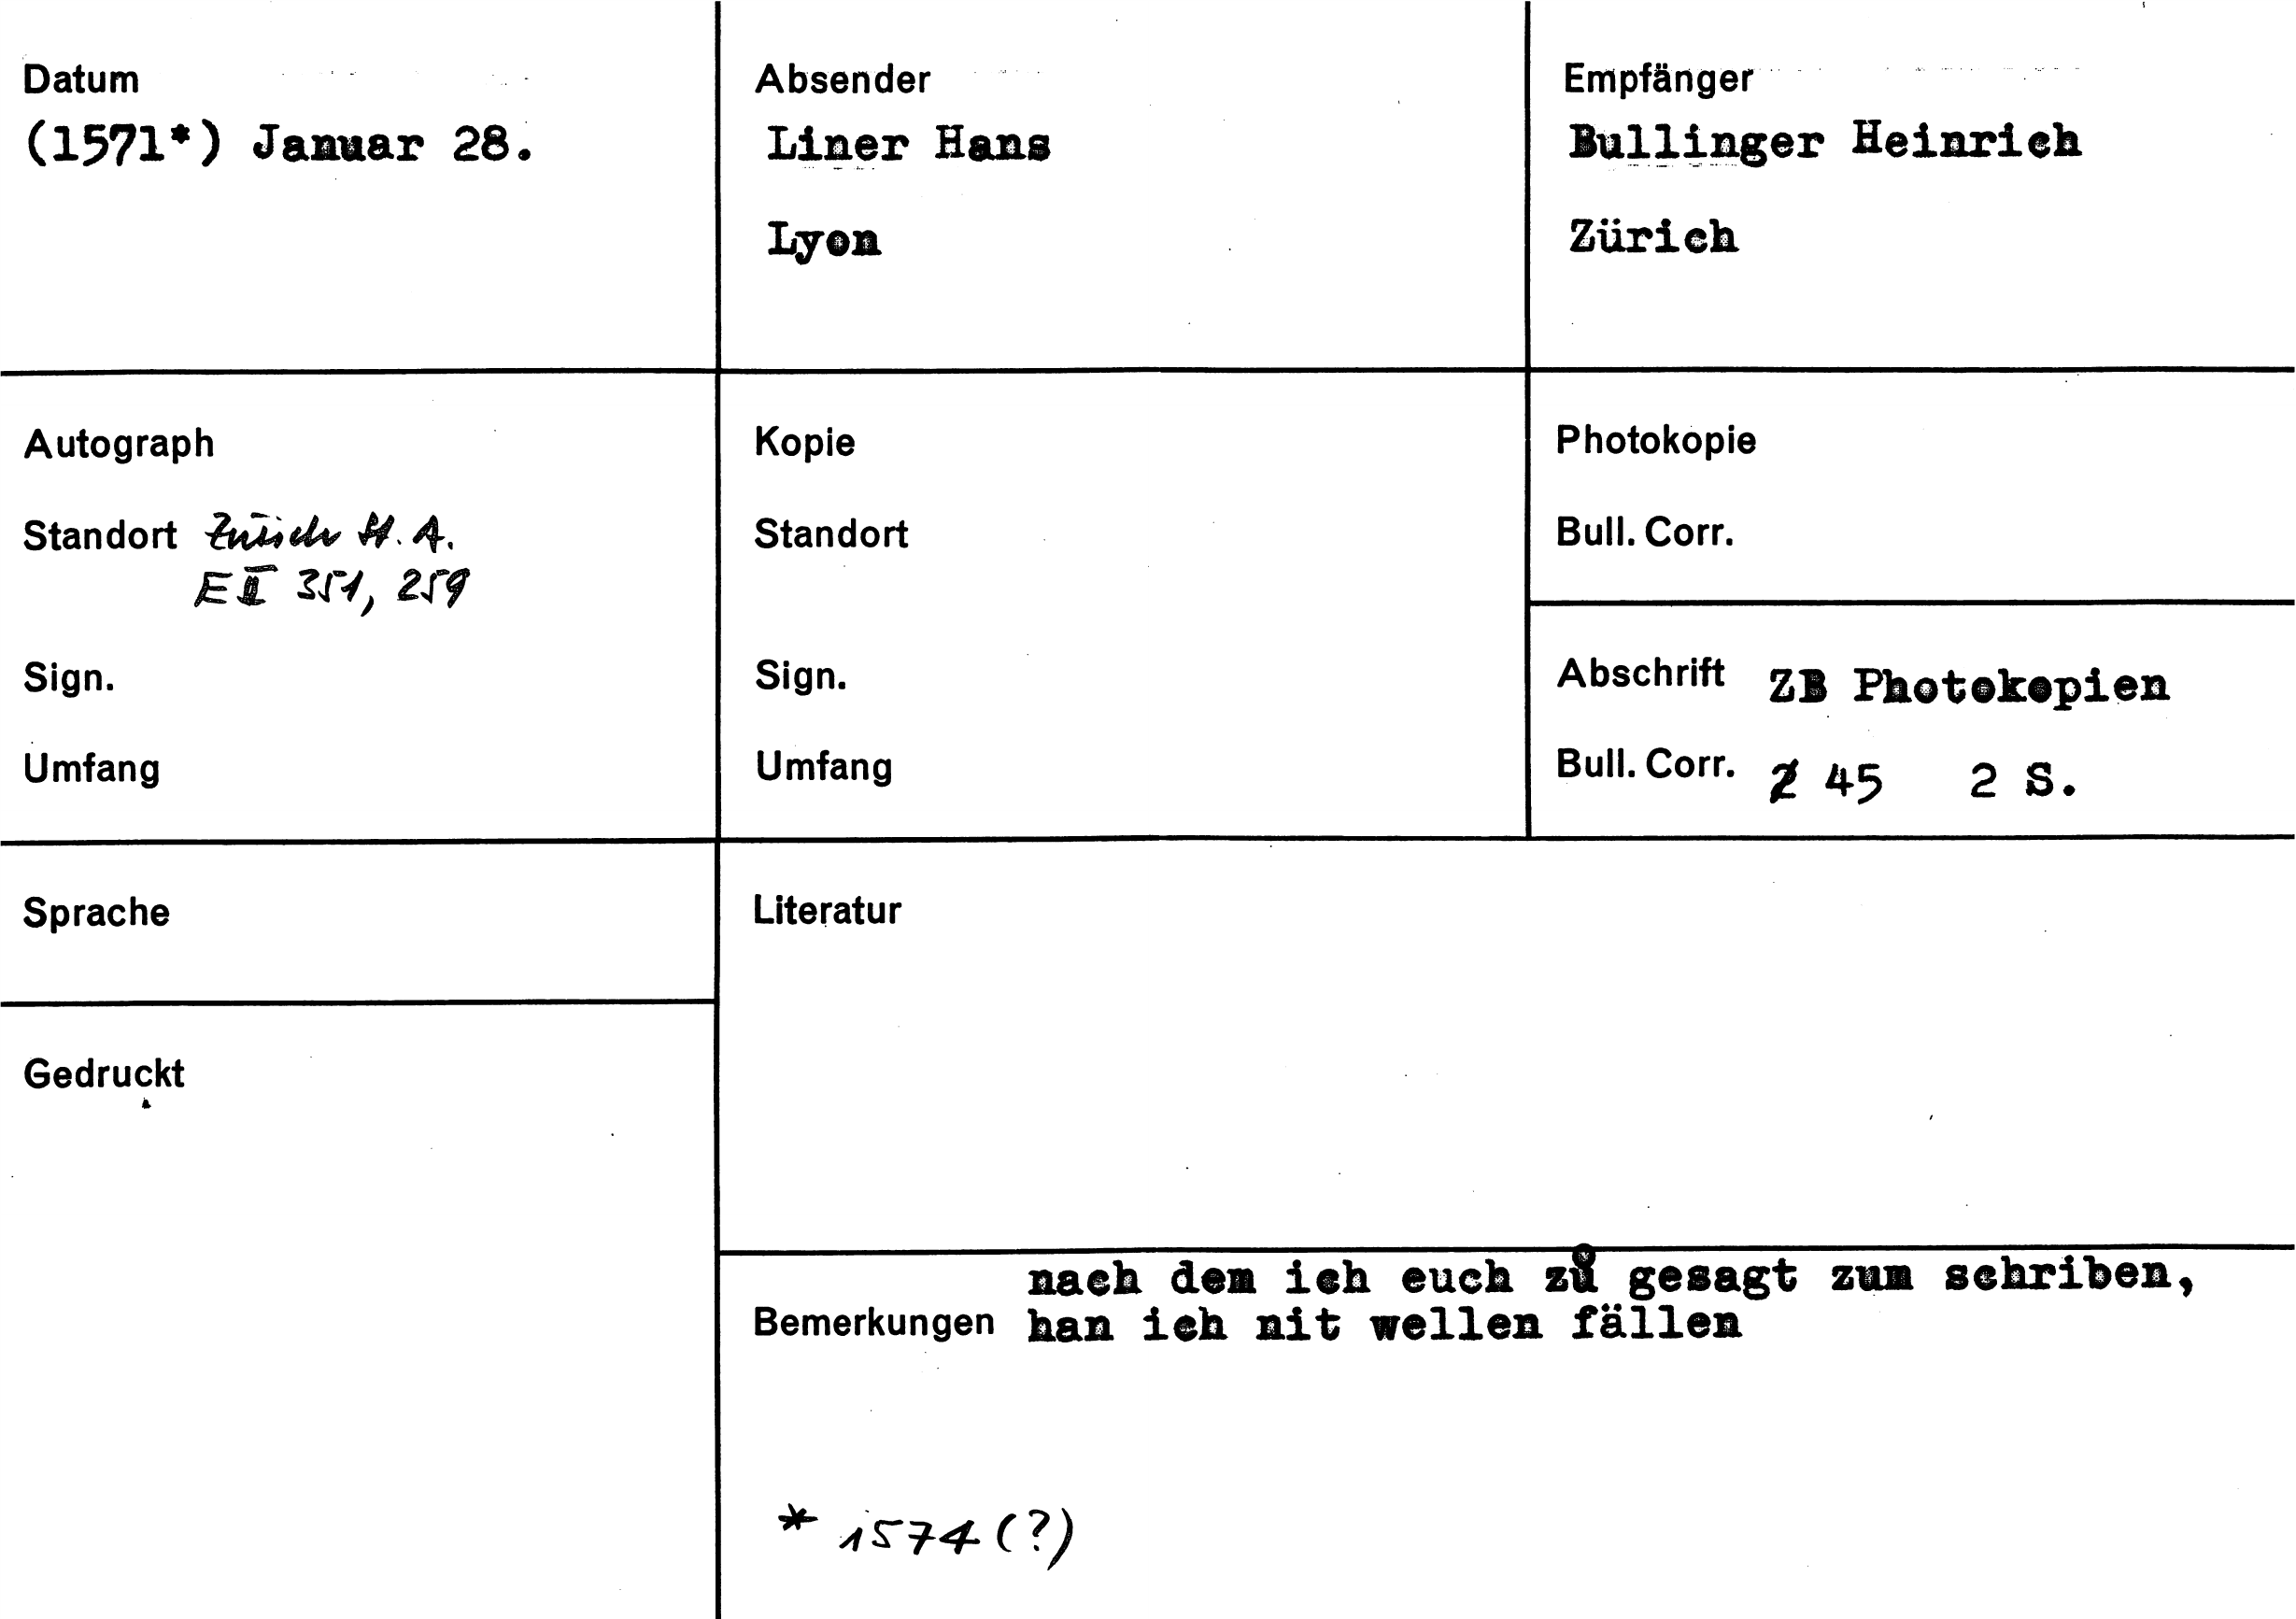 Datum
(1571*) Januar 28.
Absender
Liner Hans
Lyon
Empfänger
Bullinger Heinrich
Zürich
Autograph
Standort Zürich St. A.
E II 351, 259
Sign.
Umfang
Kopie
Standort
Sign.
Umfang
Photokopie
Bull. Corr.
Abschrift ZB Photokopien
Bull. Corr. 45 2 S.
Sprache
Gedruckt
Literatur
Bemerkungen
nach dem ich euch zů gesagt zum schriben,
han ich nit wellen fällen
* 1574 (?)